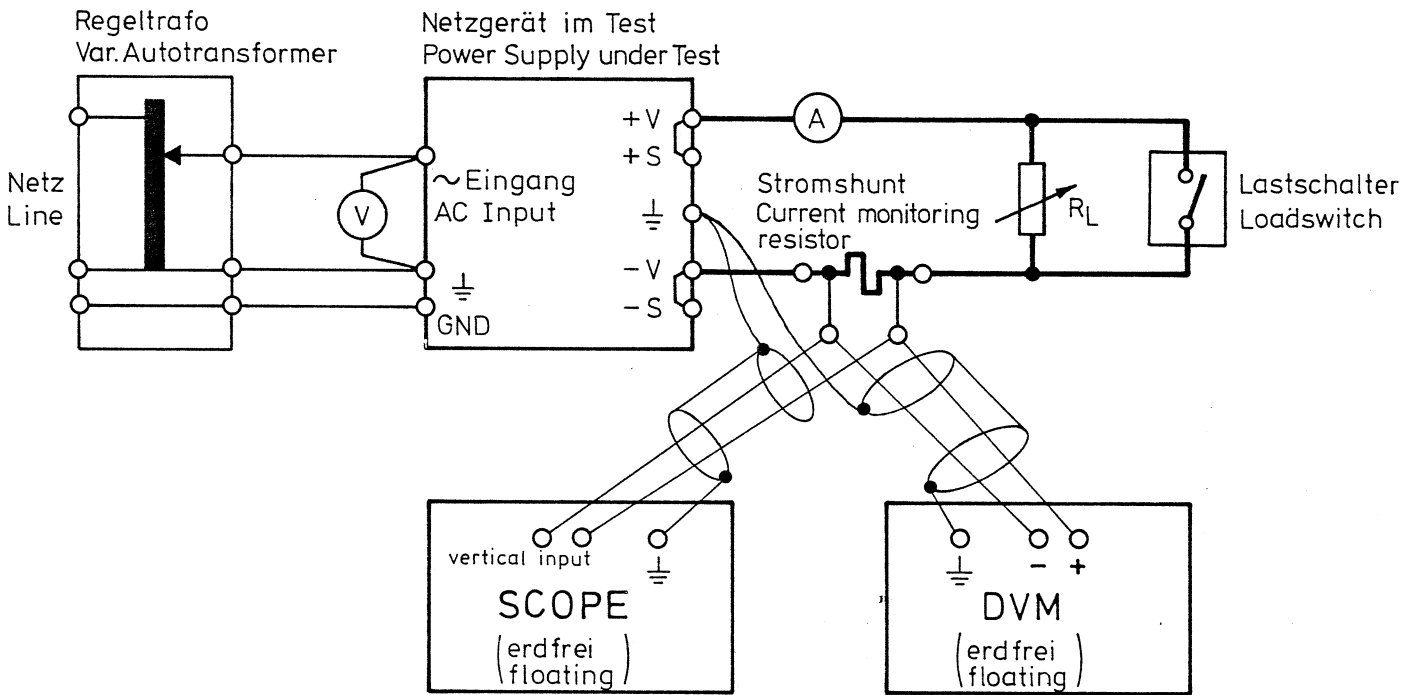 Regeltrafo
Var. Autotransformer
Netzgerät im Test
Power Supply under Test
Netz
Line
V
~ Eingang
AC Input
GND
+V
+S
-V
-S
A
Stromshunt
Current monitoring
resistor
RL
Lastschalter
Loadswitch
vertical input
SCOPE
(erdfrei
floating)
- +
DVM
(erdfrei
floating)